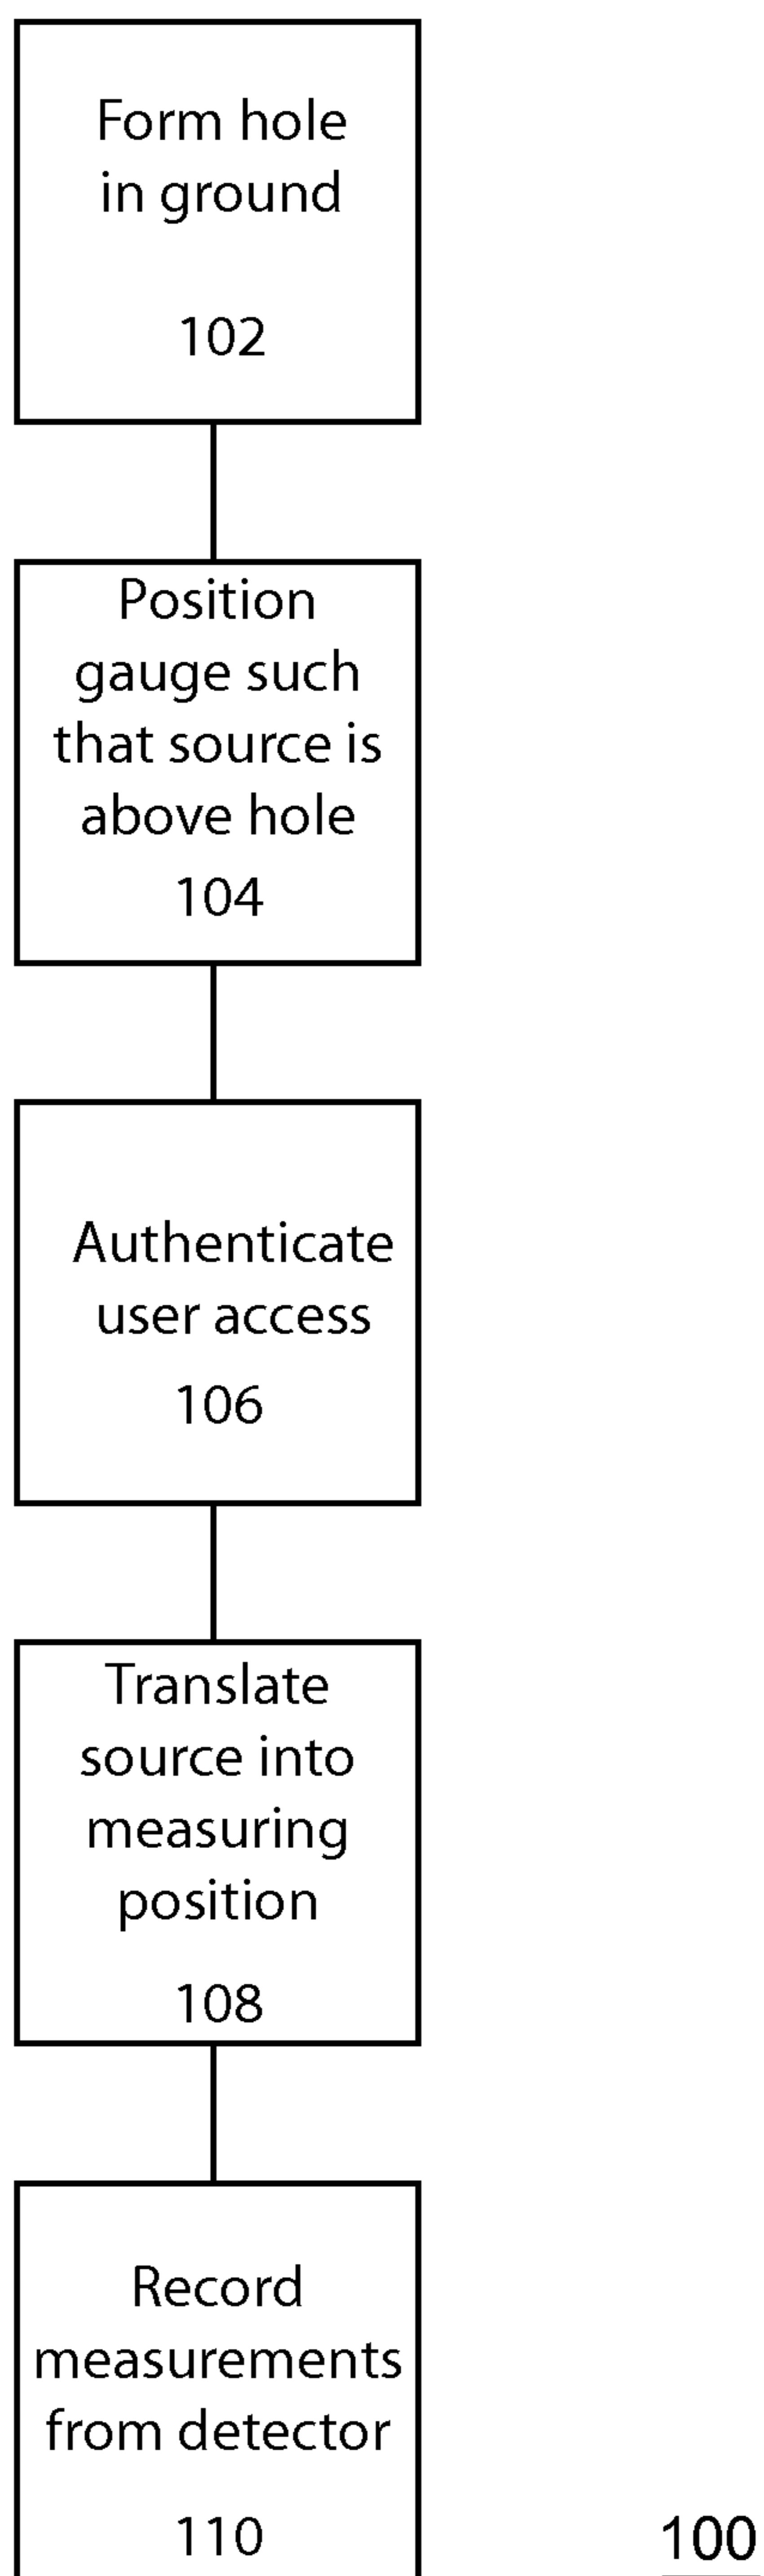 Form hole
in ground
102
Position
gauge such
that source is
above hole
104
Authenticate
user access
106
Translate
source into
measuring
position
108
Record
measurements
from detector
110
100